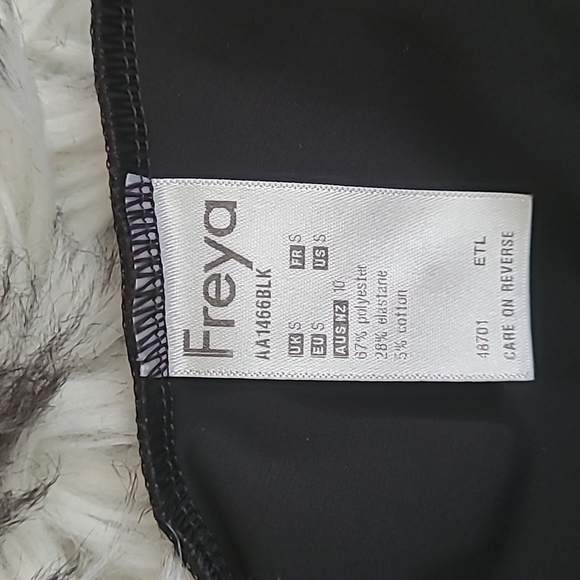 Freya
AA1466BLK
UK S FR S
EU S US S
AUS NZ 10
67% polyester
28% elastane
5% cotton
48701 ETL
CARE ON REVERSE